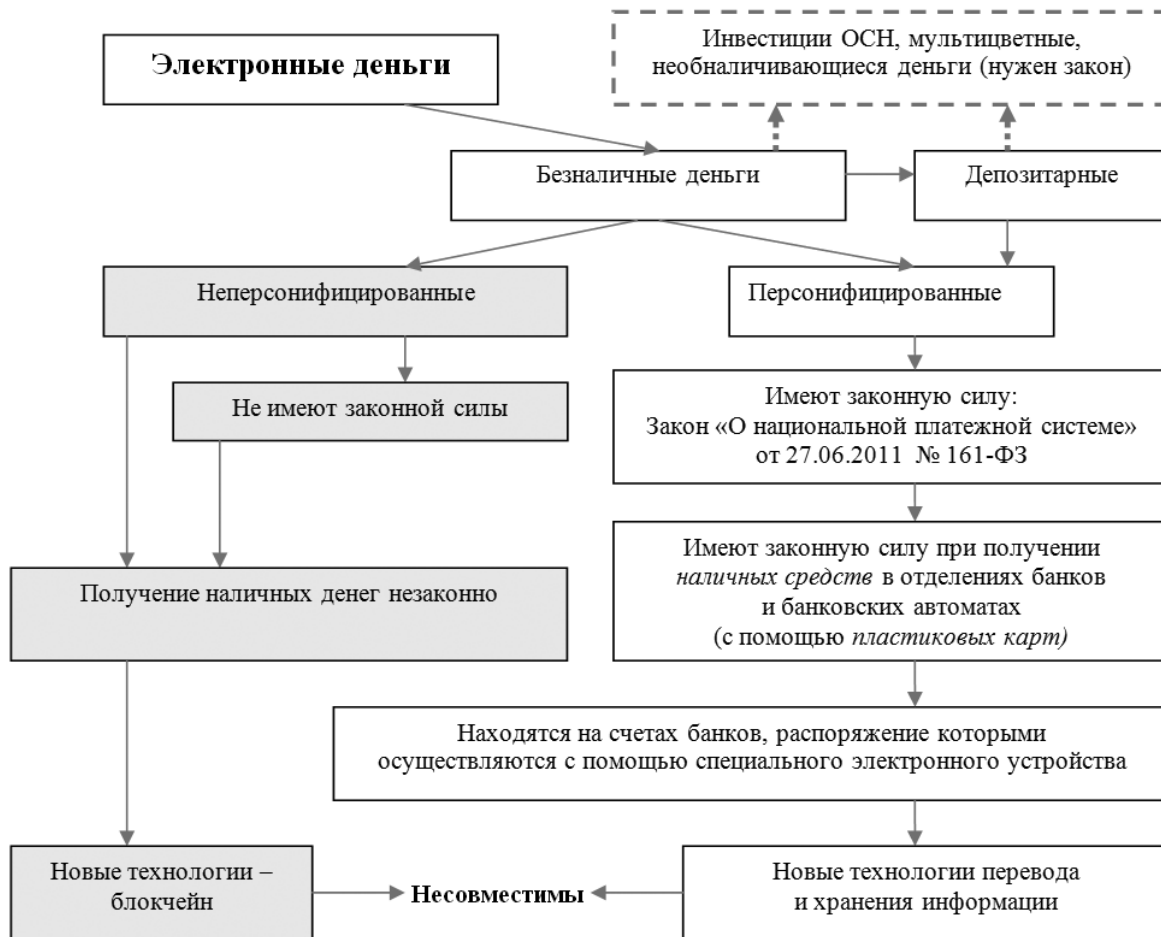 Электронные деньги
Инвестиции ОСН, мультицветные,
необналичивающиеся деньги (нужен закон)
Безналичные деньги
Депозитарные
Неперсонифицированные
Персонифицированные
Не имеют законной силы
Имеют законную силу:
Закон «О национальной платежной системе»
от 27.06.2011 № 161-ФЗ
Получение наличных денег незаконно
Имеют законную силу при получении
наличных средств в отделениях банков
и банковских автоматах
(с помощью пластиковых карт)
Находятся на счетах банков, распоряжение которыми
осуществляются с помощью специального электронного устройства
Новые технологии –
блокчейн
Несовместимы
Новые технологии перевода
и хранения информации